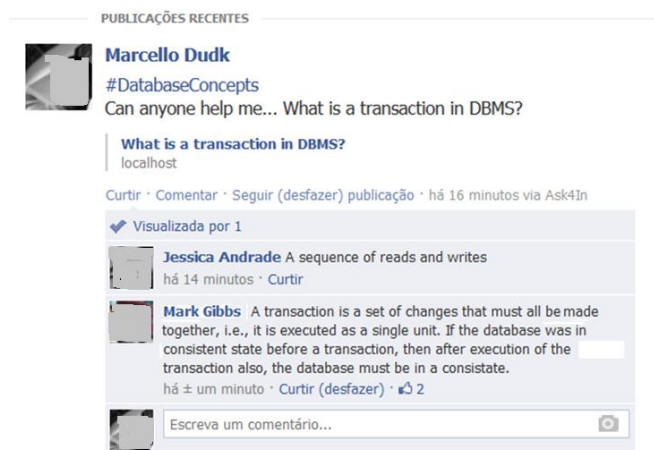 PUBLICAÇÕES RECENTES
Marcello Dudk
#DatabaseConcepts
Can anyone help me... What is a transaction in DBMS?
What is a transaction in DBMS?
localhost
Curtir · Comentar · Seguir (desfazer) publicação · há 16 minutos via Ask4In
Visualizada por 1
Jessica Andrade A sequence of reads and writes
há 14 minutos · Curtir
Mark Gibbs A transaction is a set of changes that must all be made
together, i.e., it is executed as a single unit. If the database was in
consistent state before a transaction, then after execution of the
transaction also, the database must be in a consistate.
há ± um minuto · Curtir (desfazer) · 2
Escreva um comentário...